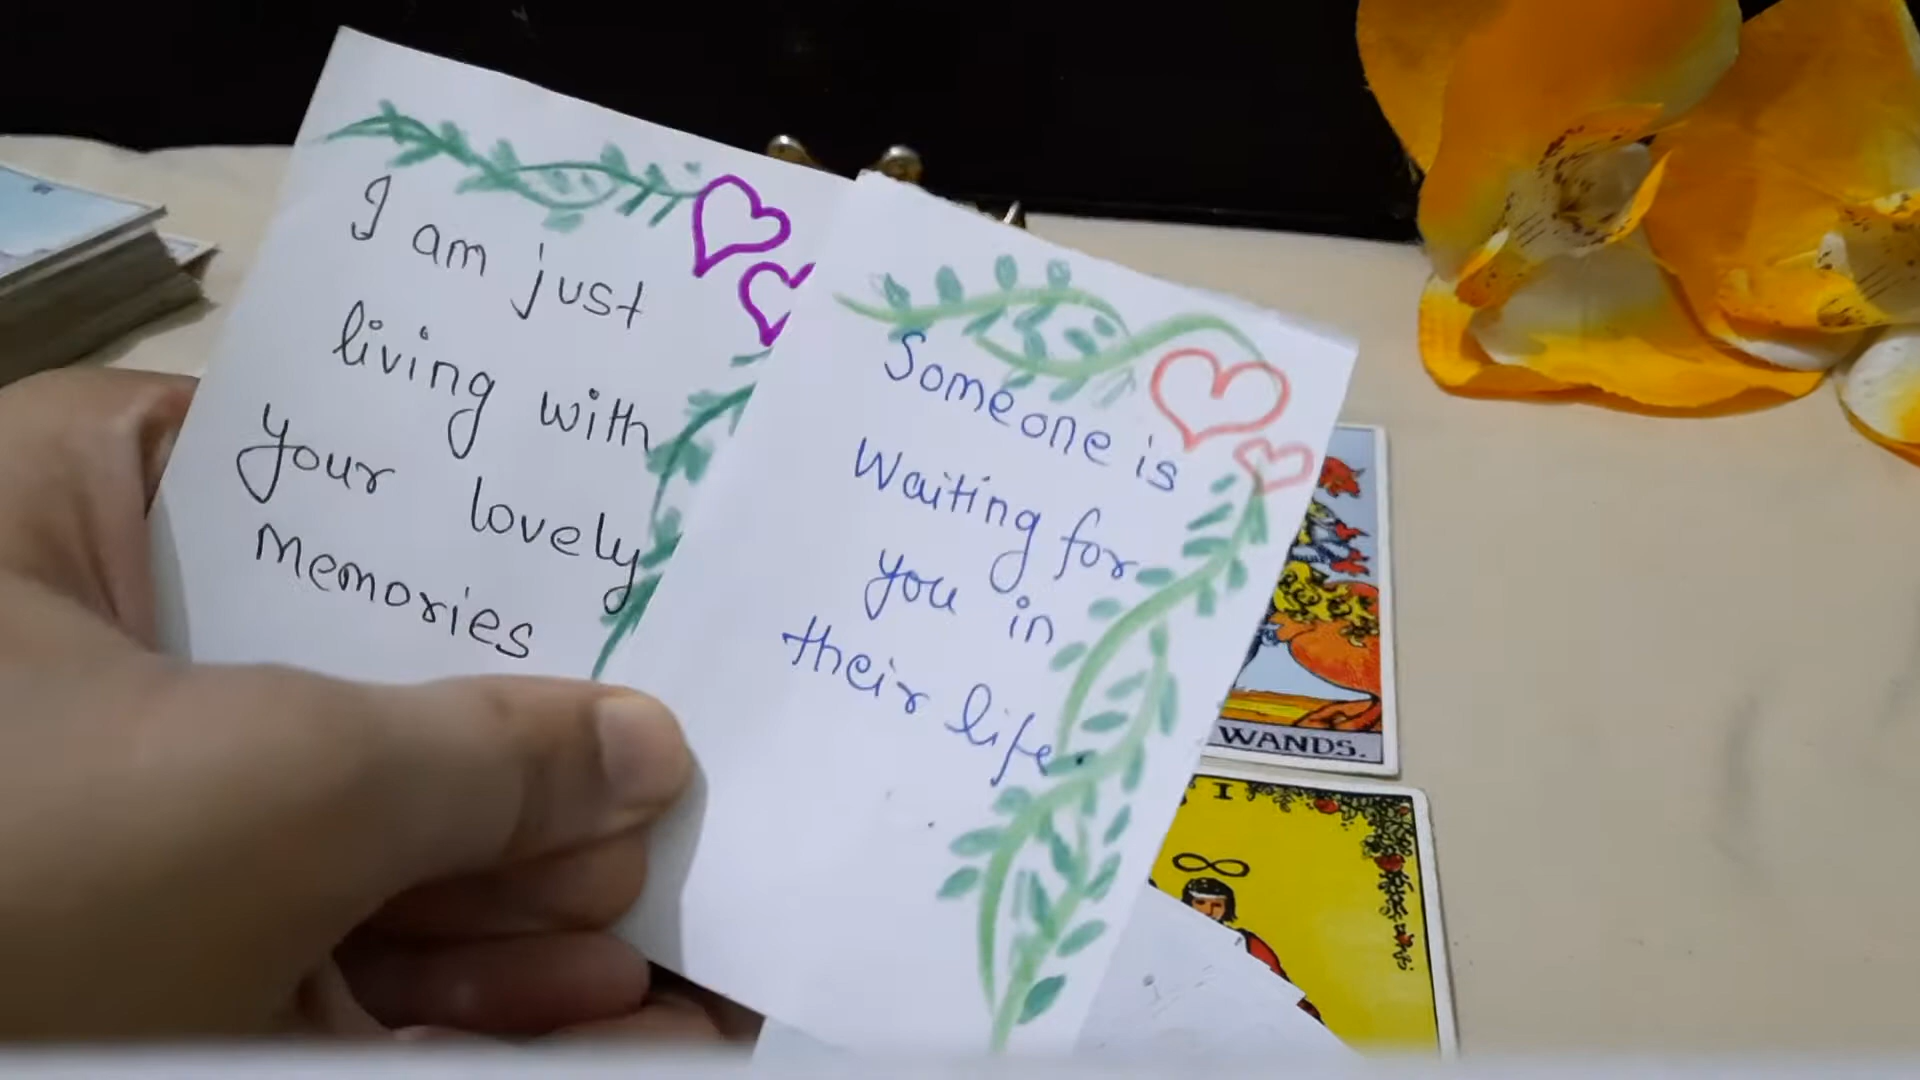 I am just
living with
your lovely
memories
Someone is
Waiting for
you in
their life
WANDS.
I